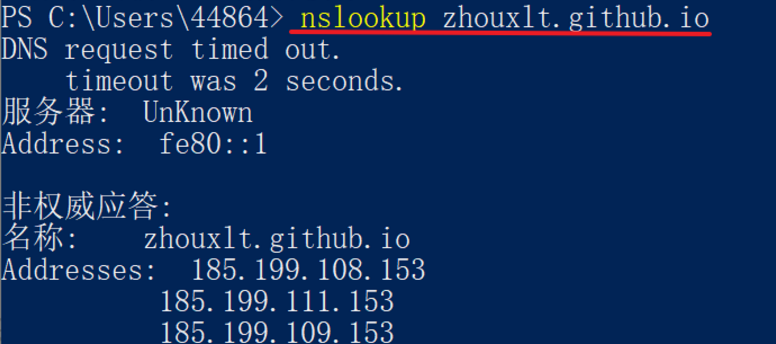 PS C:\Users\44864> nslookup zhouxlt.github.io
DNS request timed out.
    timeout was 2 seconds.
服务器:  UnKnown
Address:  fe80::1
非权威应答:
名称:    zhouxlt.github.io
Addresses:  185.199.108.153
          185.199.111.153
          185.199.109.153